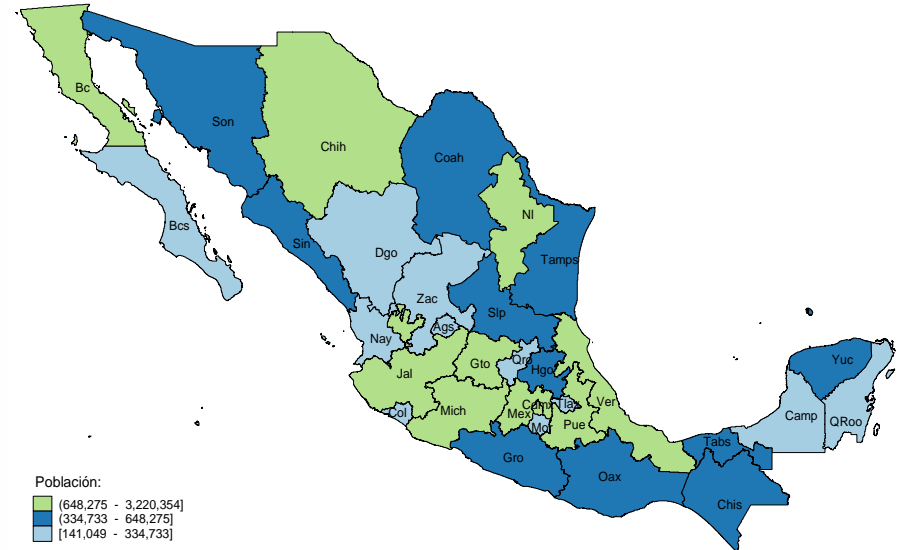 Bc
Son
Chih
Coah
Bcs
Nl
Sin
Dgo
Tamps
Zac
Slp
Ags
Nay
Yuc
Qro
Gto
Hgo
Jal
Ver
Camx
Tlax
Col
Mich
Mex
Camp
QRoo
Mo
Pue
Tabs
Gro
Oax
Chis
Población:
(648,275 - 3,220,354]
(334,733 - 648,275]
[141,049 - 334,733]